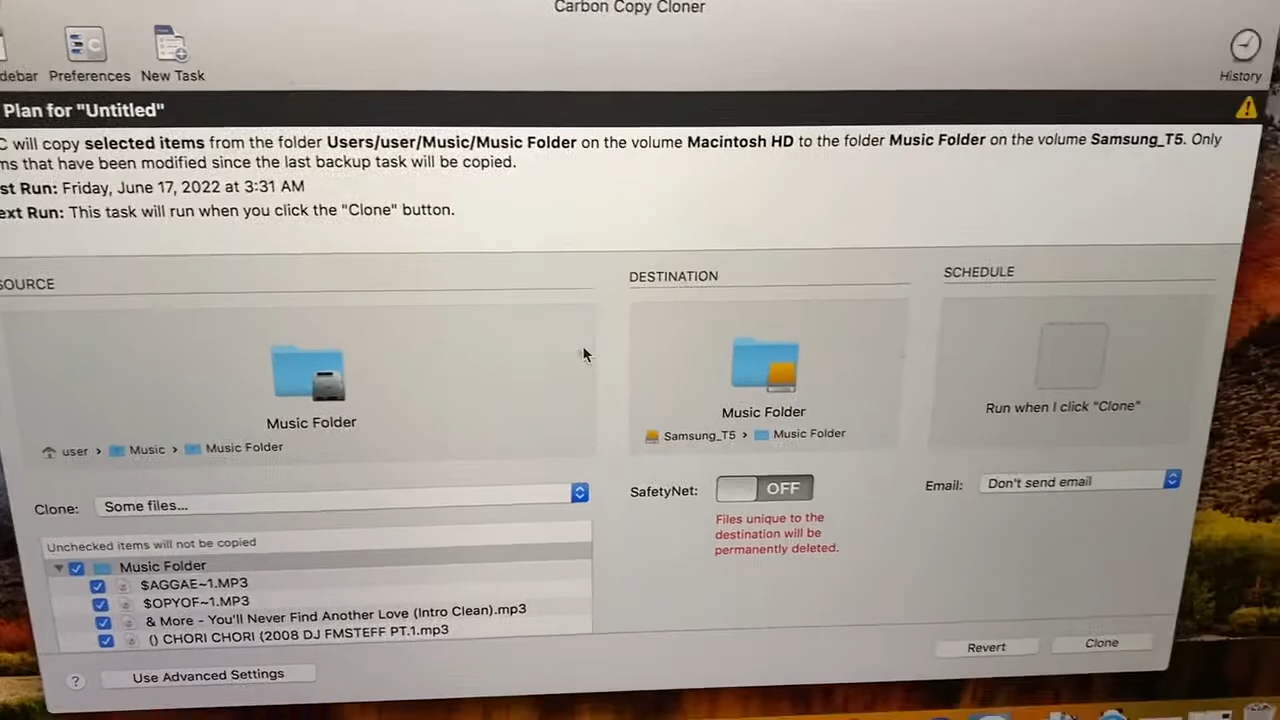 Carbon Copy Cloner
debar Preferences New Task History
Plan for "Untitled"
C will copy selected items from the folder Users/user/Music/Music Folder on the volume Macintosh HD to the folder Music Folder on the volume Samsung_T5. Only
ms that have been modified since the last backup task will be copied.
st Run: Friday, June 17, 2022 at 3:31 AM
ext Run: This task will run when you click the "Clone" button.
SOURCE
Music Folder
user › Music › Music Folder
Clone: Some files...
Unchecked items will not be copied
Music Folder
$AGGAE~1.MP3
$OPYOF~1.MP3
& More - You'll Never Find Another Love (Intro Clean).mp3
() CHORI CHORI (2008 DJ FMSTEFF PT.1.mp3
? Use Advanced Settings
DESTINATION
Music Folder
Samsung_T5 › Music Folder
SafetyNet: OFF
Files unique to the
destination will be
permanently deleted.
SCHEDULE
Run when I click "Clone"
Email: Don't send email
Revert Clone